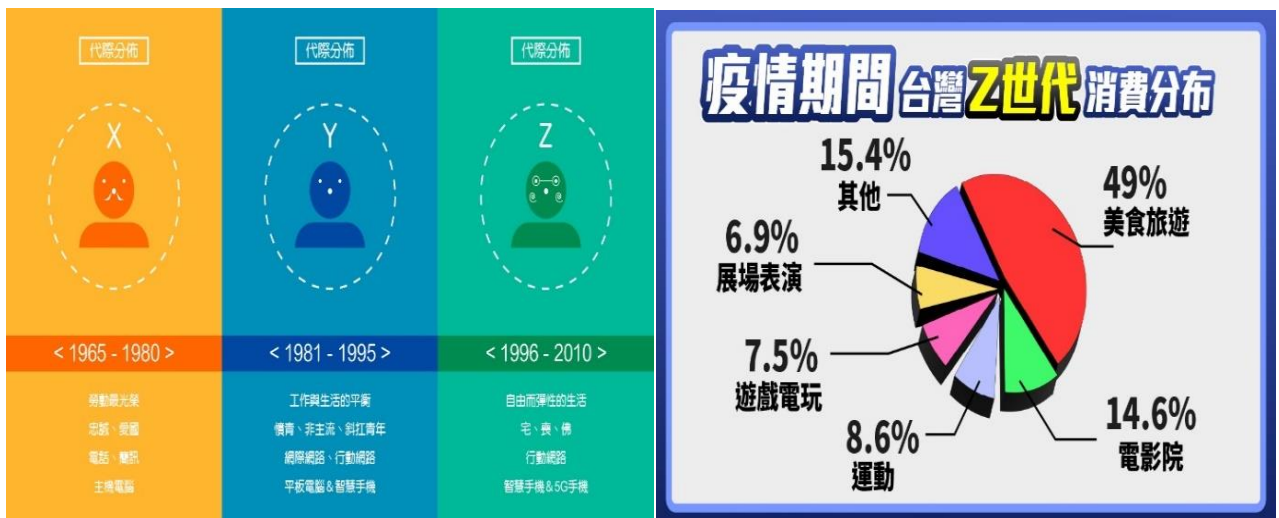 代際分佈
X
< 1965 - 1980 >
勞動最光榮
忠誠、愛國
電話、簡訊
主機電腦
代際分佈
Y
< 1981 - 1995 >
工作與生活的平衡
憤青、非主流、斜扛青年
網際網路、行動網路
平板電腦&智慧手機
代際分佈
Z
< 1996 - 2010 >
自由而彈性的生活
宅、喪、佛
行動網路
智慧手機&5G手機
疫情期間 台灣Z世代 消費分布
15.4%
其他
49%
美食旅遊
6.9%
展場表演
7.5%
遊戲電玩
8.6%
運動
14.6%
電影院